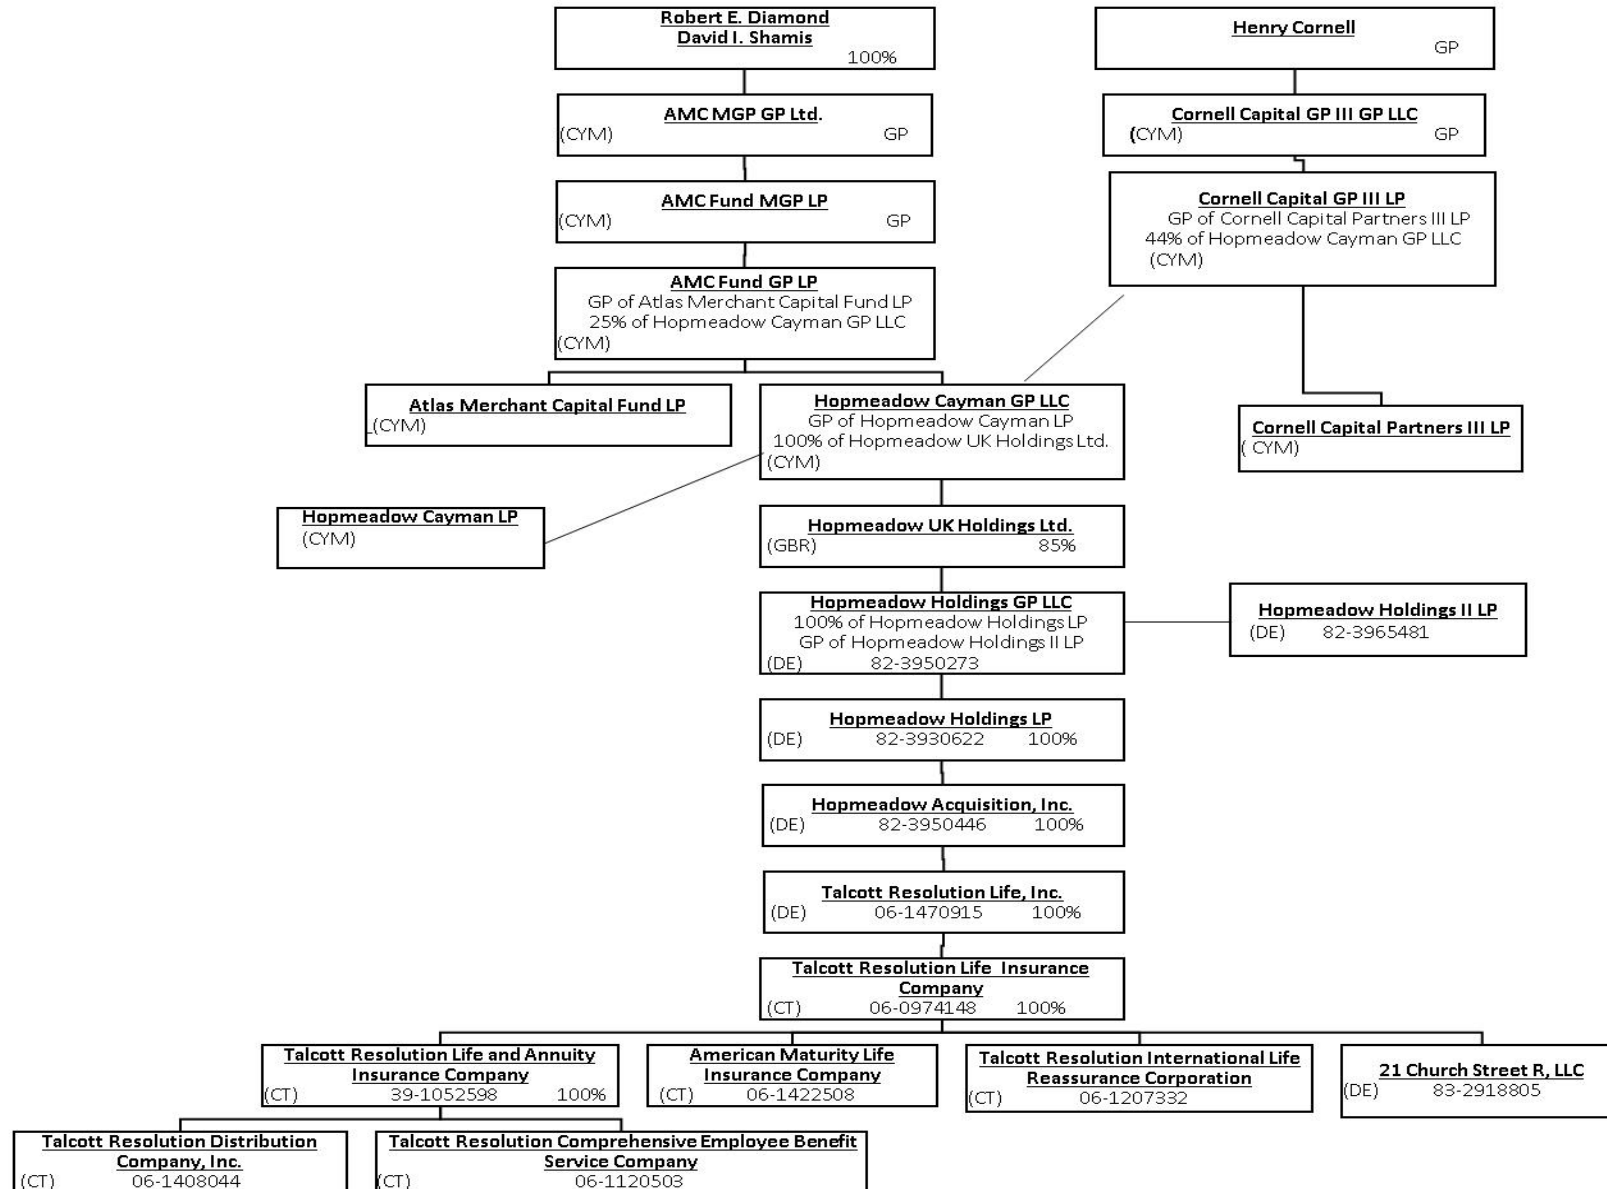 Robert E. Diamond
David I. Shamis
100%
Henry Cornell
GP
AMC MGP GP Ltd.
(CYM) GP
Cornell Capital GP III GP LLC
(CYM) GP
AMC Fund MGP LP
(CYM) GP
Cornell Capital GP III LP
GP of Cornell Capital Partners III LP
44% of Hopmeadow Cayman GP LLC
(CYM)
AMC Fund GP LP
GP of Atlas Merchant Capital Fund LP
25% of Hopmeadow Cayman GP LLC
(CYM)
Atlas Merchant Capital Fund LP
(CYM)
Hopmeadow Cayman GP LLC
GP of Hopmeadow Cayman LP
100% of Hopmeadow UK Holdings Ltd.
(CYM)
Cornell Capital Partners III LP
( CYM)
Hopmeadow Cayman LP
(CYM)
Hopmeadow UK Holdings Ltd.
(GBR) 85%
Hopmeadow Holdings GP LLC
100% of Hopmeadow Holdings LP
GP of Hopmeadow Holdings II LP
(DE) 82-3950273
Hopmeadow Holdings II LP
(DE) 82-3965481
Hopmeadow Holdings LP
(DE) 82-3930622 100%
Hopmeadow Acquisition, Inc.
(DE) 82-3950446 100%
Talcott Resolution Life, Inc.
(DE) 06-1470915 100%
Talcott Resolution Life Insurance
Company
(CT) 06-0974148 100%
Talcott Resolution Life and Annuity
Insurance Company
(CT) 39-1052598 100%
American Maturity Life
Insurance Company
(CT) 06-1422508
Talcott Resolution International Life
Reassurance Corporation
(CT) 06-1207332
21 Church Street R, LLC
(DE) 83-2918805
Talcott Resolution Distribution
Company, Inc.
(CT) 06-1408044
Talcott Resolution Comprehensive Employee Benefit
Service Company
(CT) 06-1120503